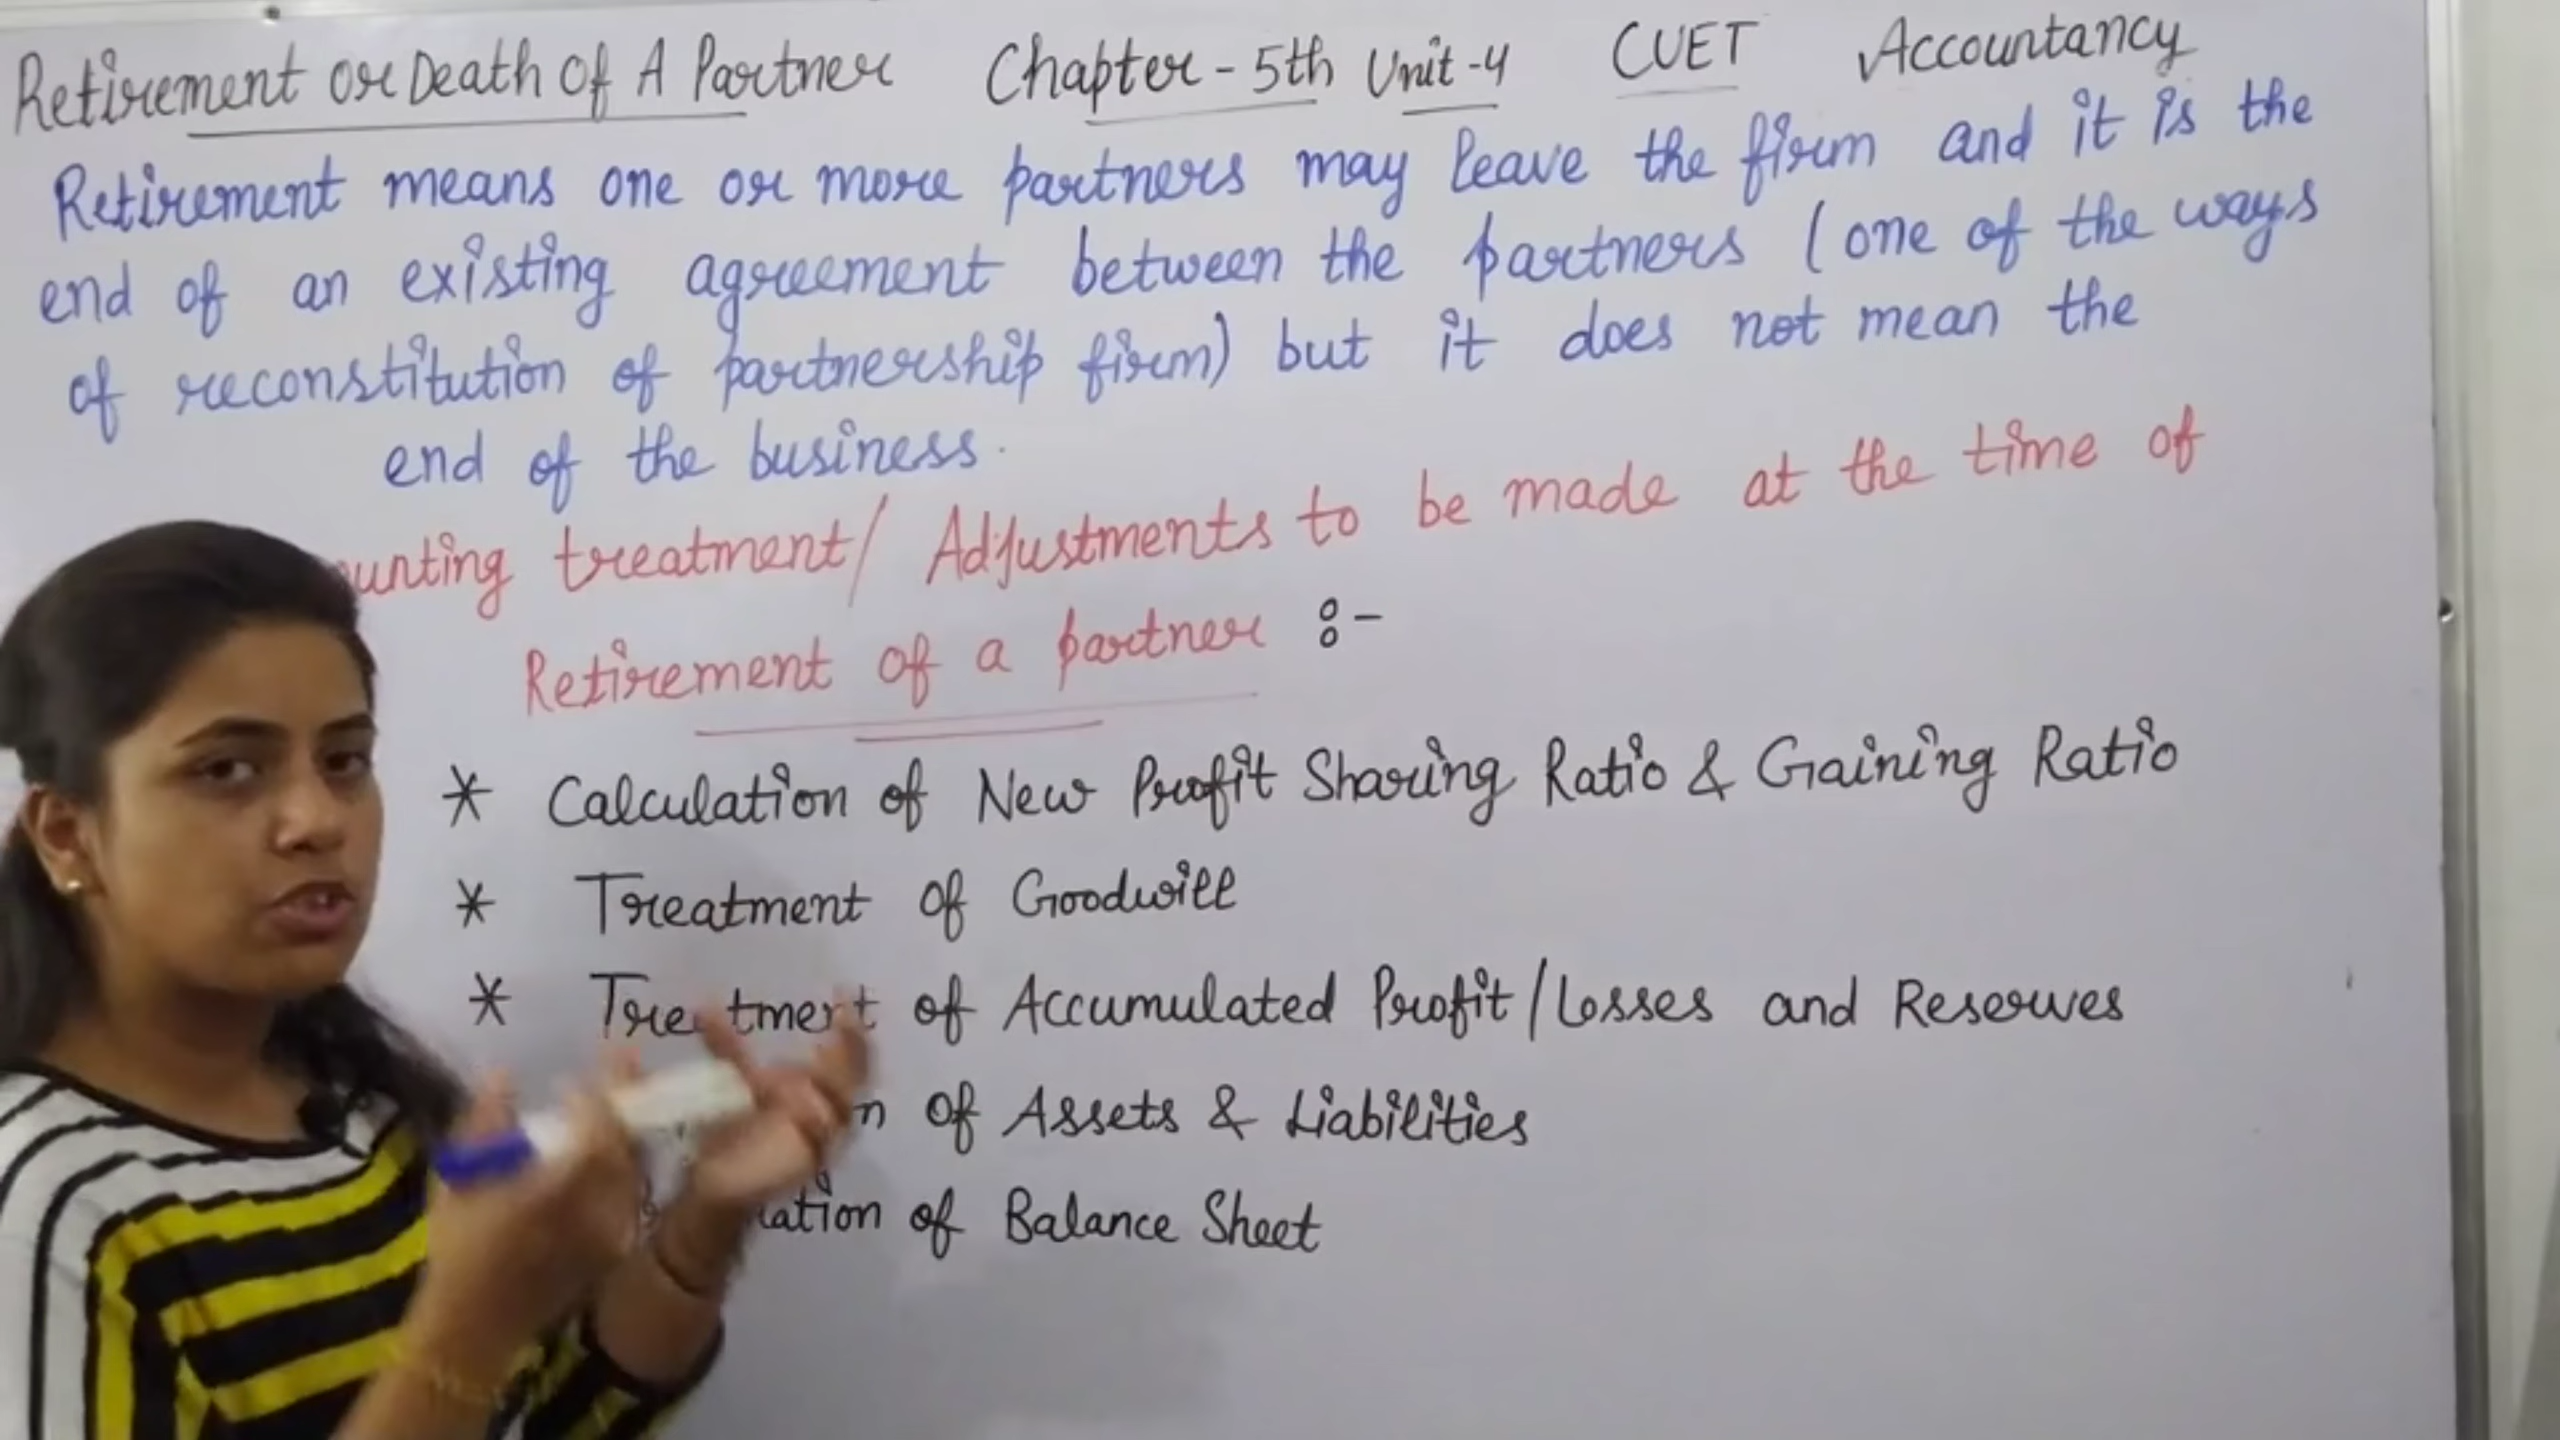 Retirement or Death Of A Partner Chapter - 5th Unit -4 CUET Accountancy
Retirement means one or more partners may leave the firm and it is the
end of an existing agreement between the partners (one of the ways
of reconstitution of partnership firm) but it does not mean the
end of the business.
unting treatment/ Adjustments to be made at the time of
Retirement of a partner :-
* Calculation of New Profit Sharing Ratio & Gaining Ratio
* Treatment of Goodwill
* Tretment of Accumulated Profit/Losses and Reserves
n of Assets & Liabilities
ation of Balance Sheet